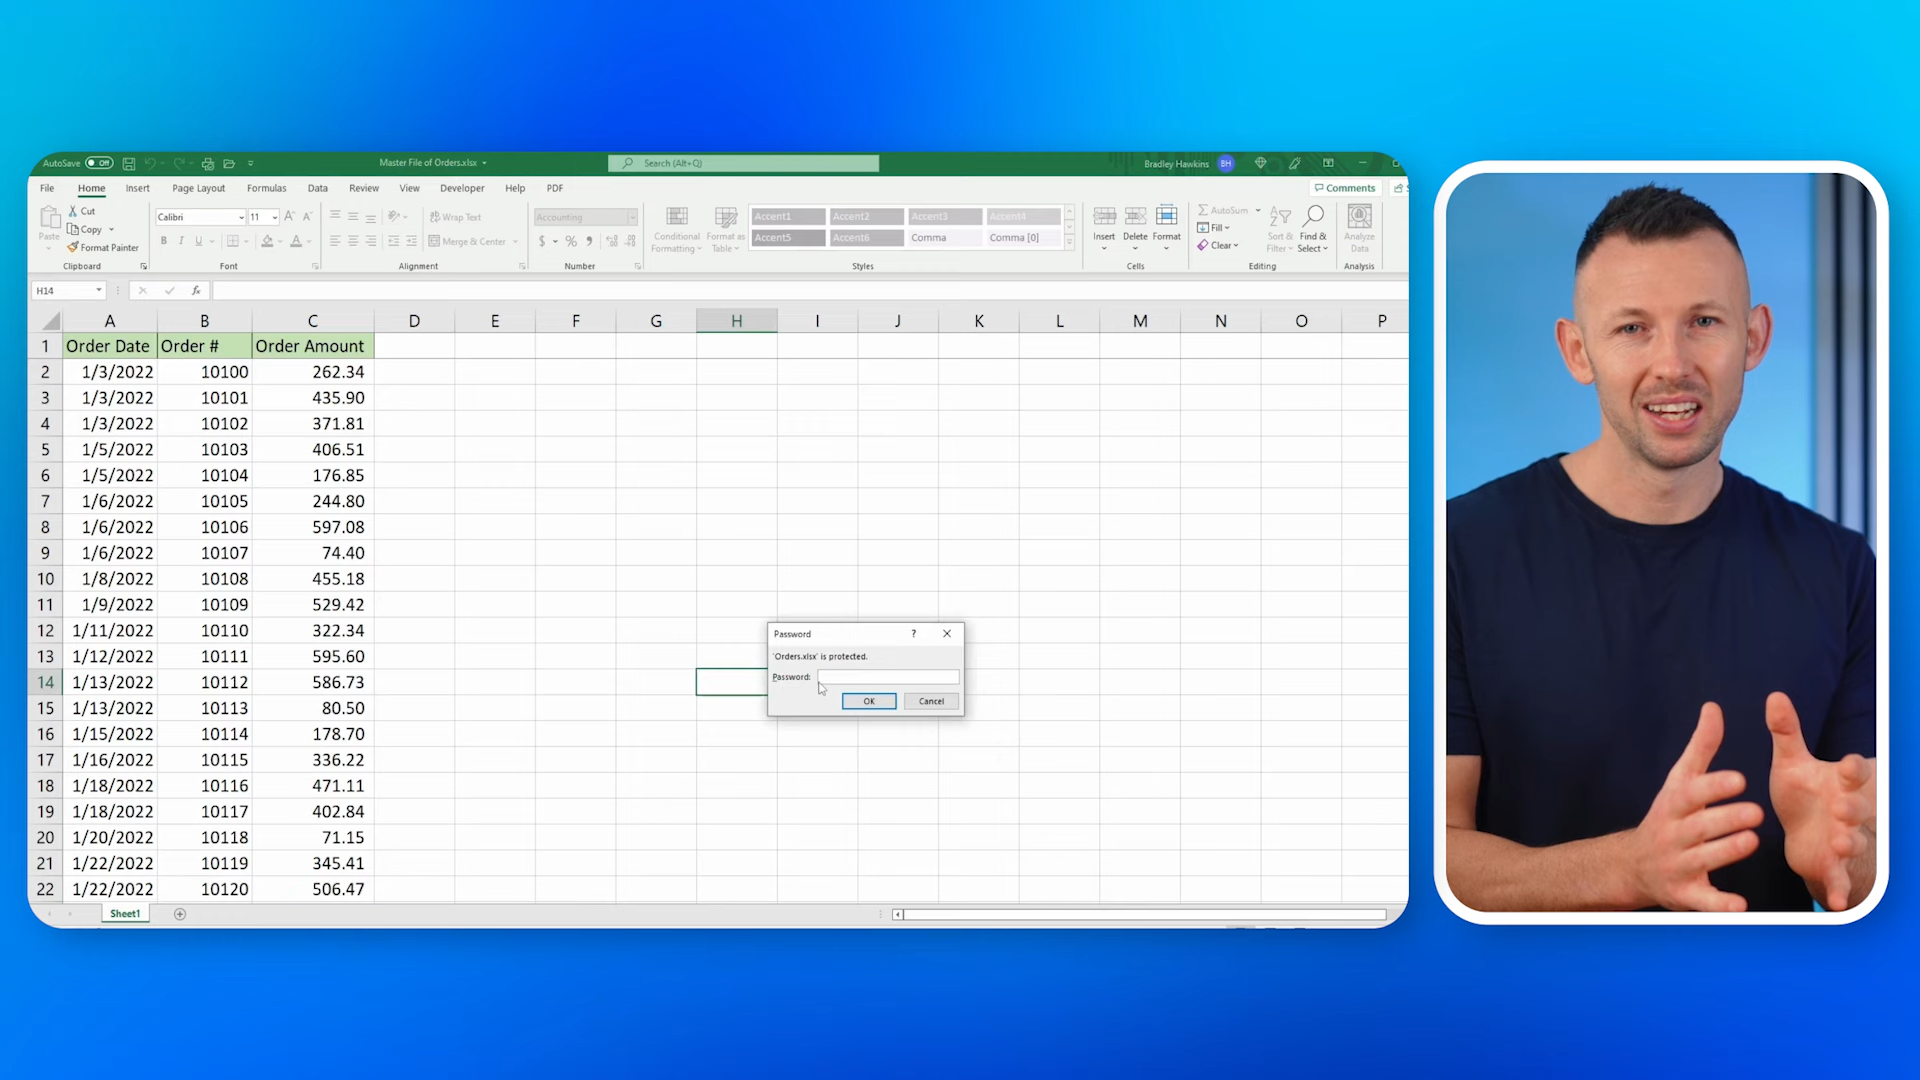 AutoSave Off Master File of Orders.xlsx Search (Alt+Q) Bradley Hawkins BH
File Home Insert Page Layout Formulas Data Review View Developer Help PDF Comments
Paste Cut Copy Format Painter Clipboard
Calibri 11 B I U Font
Wrap Text Merge & Center Alignment
Accounting $ % Number
Conditional Formatting Format as Table
Accent1 Accent2 Accent3 Accent4
Accent5 Accent6 Comma Comma [0]
Styles
Insert Delete Format Cells
AutoSum Fill Clear Sort & Filter Find & Select Editing
Analyze Data Analysis
H14 fx
A B C D E F G H I J K L M N O P
1 Order Date Order # Order Amount
2 1/3/2022 10100 262.34
3 1/3/2022 10101 435.90
4 1/3/2022 10102 371.81
5 1/5/2022 10103 406.51
6 1/5/2022 10104 176.85
7 1/6/2022 10105 244.80
8 1/6/2022 10106 597.08
9 1/6/2022 10107 74.40
10 1/8/2022 10108 455.18
11 1/9/2022 10109 529.42
12 1/11/2022 10110 322.34
13 1/12/2022 10111 595.60
14 1/13/2022 10112 586.73
15 1/13/2022 10113 80.50
16 1/15/2022 10114 178.70
17 1/16/2022 10115 336.22
18 1/18/2022 10116 471.11
19 1/18/2022 10117 402.84
20 1/20/2022 10118 71.15
21 1/22/2022 10119 345.41
22 1/22/2022 10120 506.47
Password ?
'Orders.xlsx' is protected.
Password:
OK Cancel
Sheet1